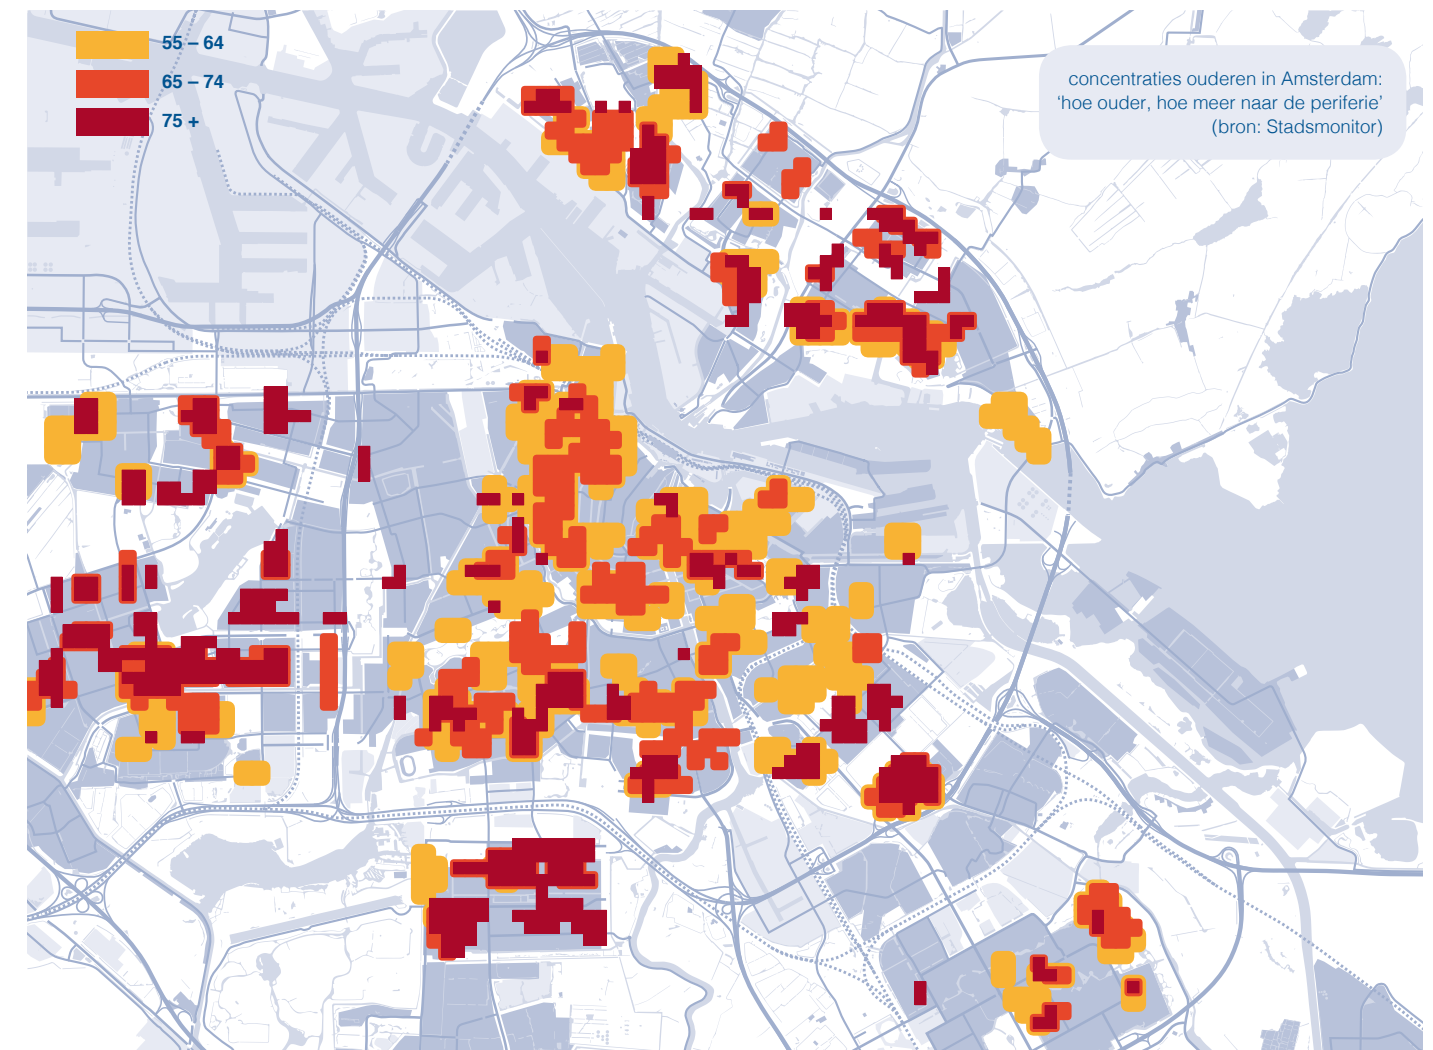 55 – 64
65 – 74
75 +
concentraties ouderen in Amsterdam:
‘hoe ouder, hoe meer naar de periferie’
(bron: Stadsmonitor)